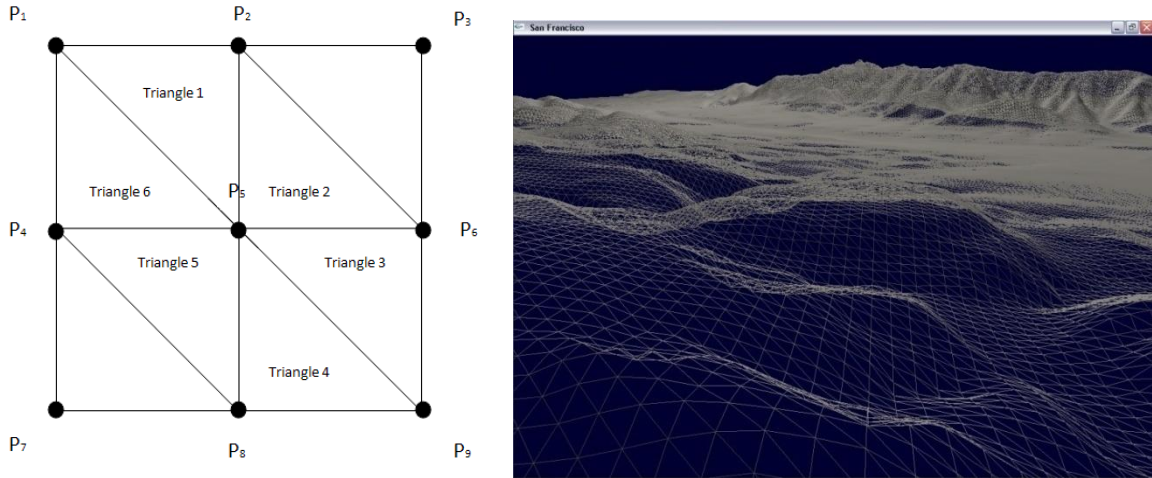 P₁
P₂
P₃
Triangle 1
Triangle 6
P₅
Triangle 2
P₄
P₆
Triangle 5
Triangle 3
Triangle 4
P₇
P₈
P₉
San Francisco